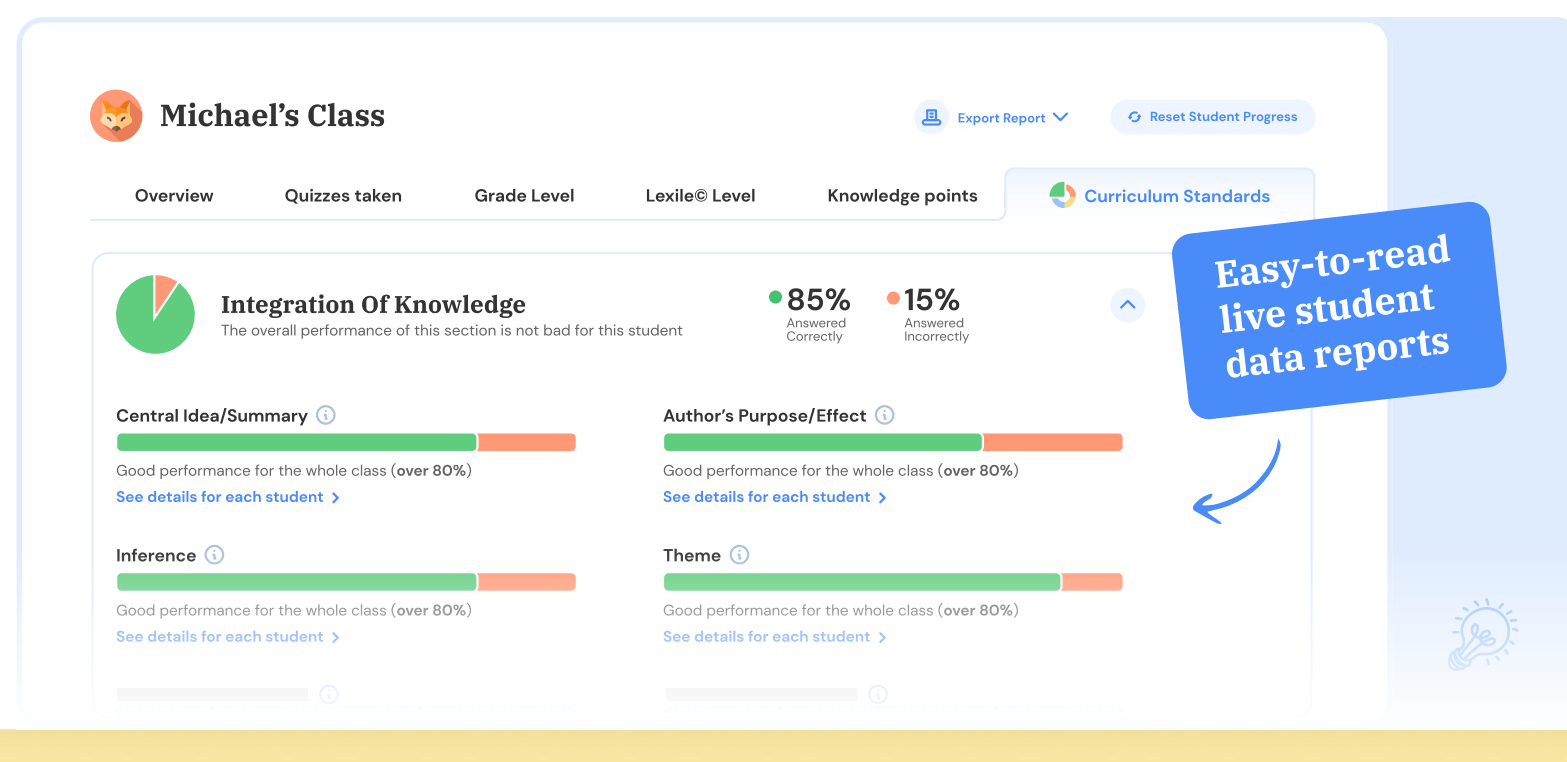 Michael's Class
Export Report
Reset Student Progress
Overview
Quizzes taken
Grade Level
Lexile© Level
Knowledge points
Curriculum Standards
Easy-to-read
live student
data reports
Integration Of Knowledge
The overall performance of this section is not bad for this student
85%
Answered
Correctly
15%
Answered
Incorrectly
Central Idea/Summary
Good performance for the whole class (over 80%)
See details for each student
Author's Purpose/Effect
Good performance for the whole class (over 80%)
See details for each student
Inference
Good performance for the whole class (over 80%)
See details for each student
Theme
Good performance for the whole class (over 80%)
See details for each student